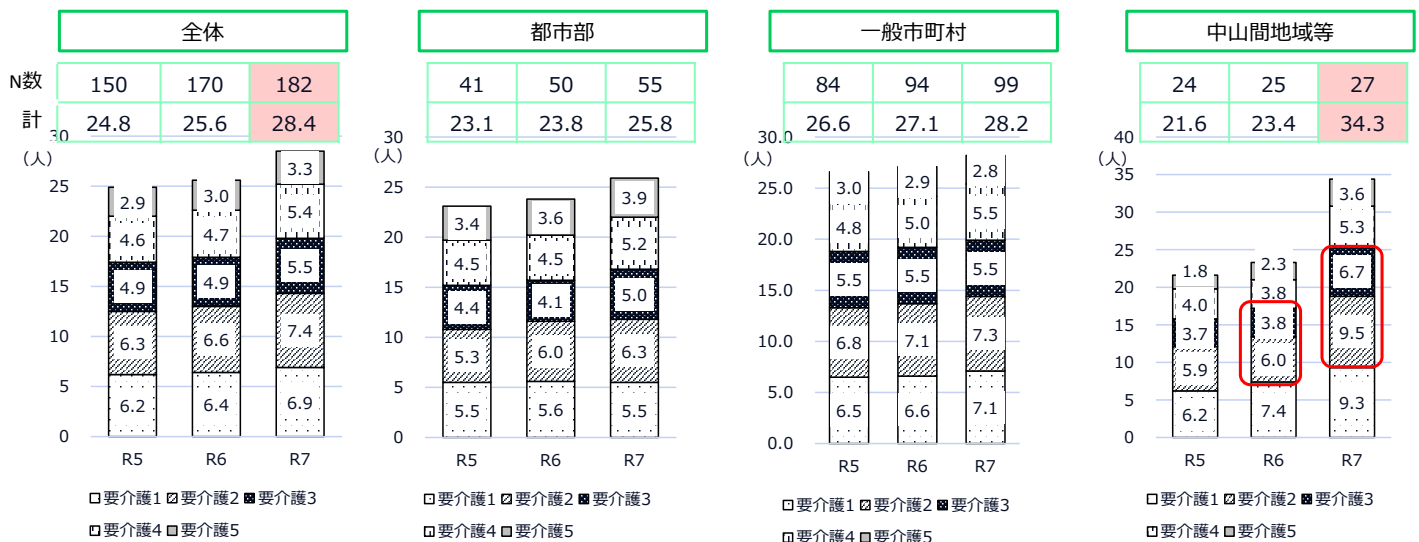 全体 都市部 一般市町村 中山間地域等
N数 150 170 182 41 50 55 84 94 99 24 25 27
計 24.8 25.6 28.4 23.1 23.8 25.8 26.6 27.1 28.2 21.6 23.4 34.3
30
(人)
25
20
15
10
5
0
2.9 3.0 3.3
4.6 4.7 5.4
4.9 4.9 5.5
6.3 6.6 7.4
6.2 6.4 6.9
R5 R6 R7
□要介護1 要介護2 要介護3
要介護4 要介護5
30
(人)
25
20
15
10
5
0
3.4 3.6 3.9
4.5 4.5 5.2
4.4 4.1 5.0
5.3 6.0 6.3
5.5 5.6 5.5
R5 R6 R7
要介護1 要介護2 要介護3
要介護4 要介護5
30.0
(人)
25.0
20.0
15.0
10.0
5.0
0.0
3.0 2.9 2.8
4.8 5.0 5.5
5.5 5.5 5.5
6.8 7.1 7.3
6.5 6.6 7.1
R5 R6 R7
要介護1 要介護2 要介護3
要介護4 要介護5
40
(人)
35
30
25
20
15
10
5
0
1.8 2.3 3.6
4.0 3.8 5.3
3.7 3.8 6.7
5.9 6.0 9.5
6.2 7.4 9.3
R5 R6 R7
要介護1 要介護2 要介護3
要介護4 要介護5